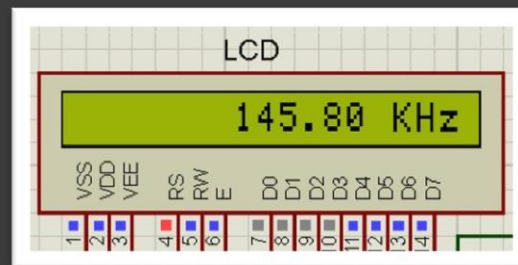 LCD
145.80 KHz
VSS VDD VEE RS RW E D0 D1 D2 D3 D4 D5 D6 D7
1 2 3 4 5 6 7 8 9 10 11 12 13 14